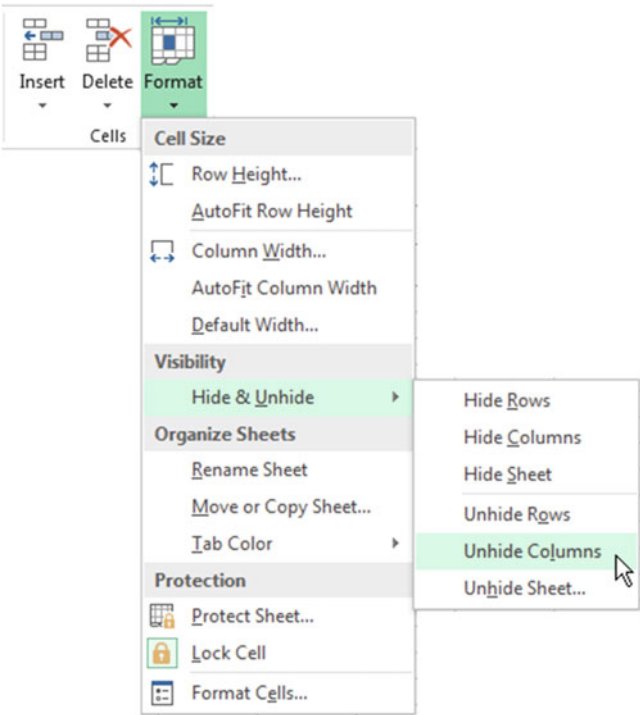 Insert Delete Format
Cells
Cell Size
Row Height...
AutoFit Row Height
Column Width...
AutoFit Column Width
Default Width...
Visibility
Hide & Unhide
Organize Sheets
Rename Sheet
Move or Copy Sheet...
Tab Color
Protection
Protect Sheet...
Lock Cell
Format Cells...
Hide Rows
Hide Columns
Hide Sheet
Unhide Rows
Unhide Columns
Unhide Sheet...